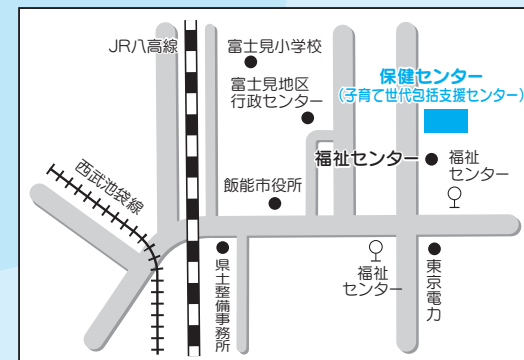 JR八高線
富士見小学校
富士見地区
行政センター
保健センター
（子育て世代包括支援センター）
福祉センター
福祉
センター
西武池袋線
飯能市役所
県土整備事務所
福祉
センター
東京電力